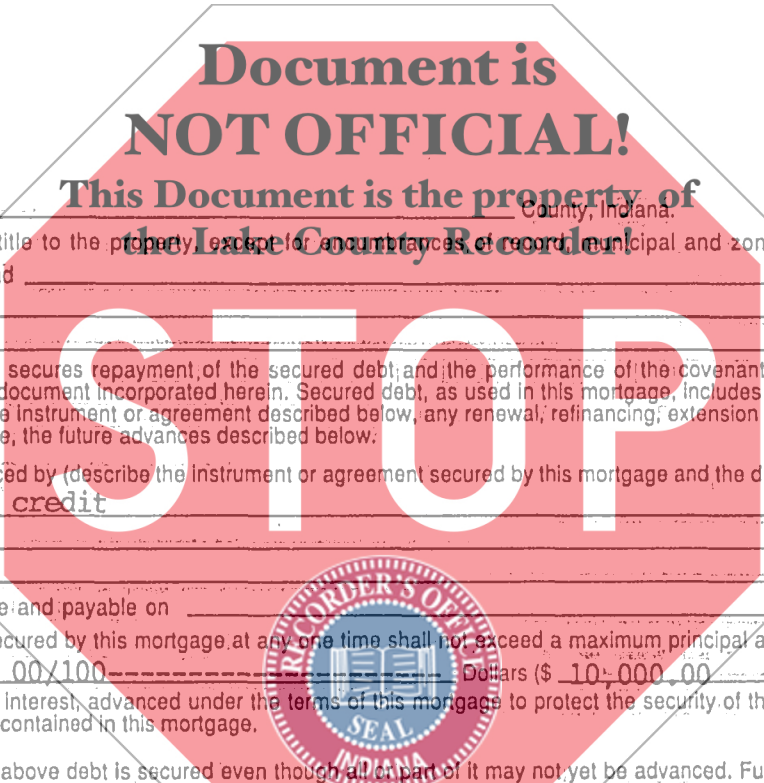 Document is
NOT OFFICIAL!
This Document is the property of
the Lake County Recorder!
County, Indiana.
title to the property, except for encumbrances of record, municipal and zon
d
STOP
secures repayment of the secured debt and the performance of the covenant
document incorporated herein. Secured debt, as used in this mortgage, includes
e instrument or agreement described below, any renewal, refinancing, extension
e, the future advances described below.
ced by (describe the instrument or agreement secured by this mortgage and the d
credit
e and payable on
ecured by this mortgage at any one time shall not exceed a maximum principal a
00/100 Dollars ($ 10,000.00
interest, advanced under the terms of this mortgage to protect the security of th
contained in this mortgage.
RECORDER'S OFFI
SEAL
INDIANA
above debt is secured even though all or part of it may not yet be advanced. Fu